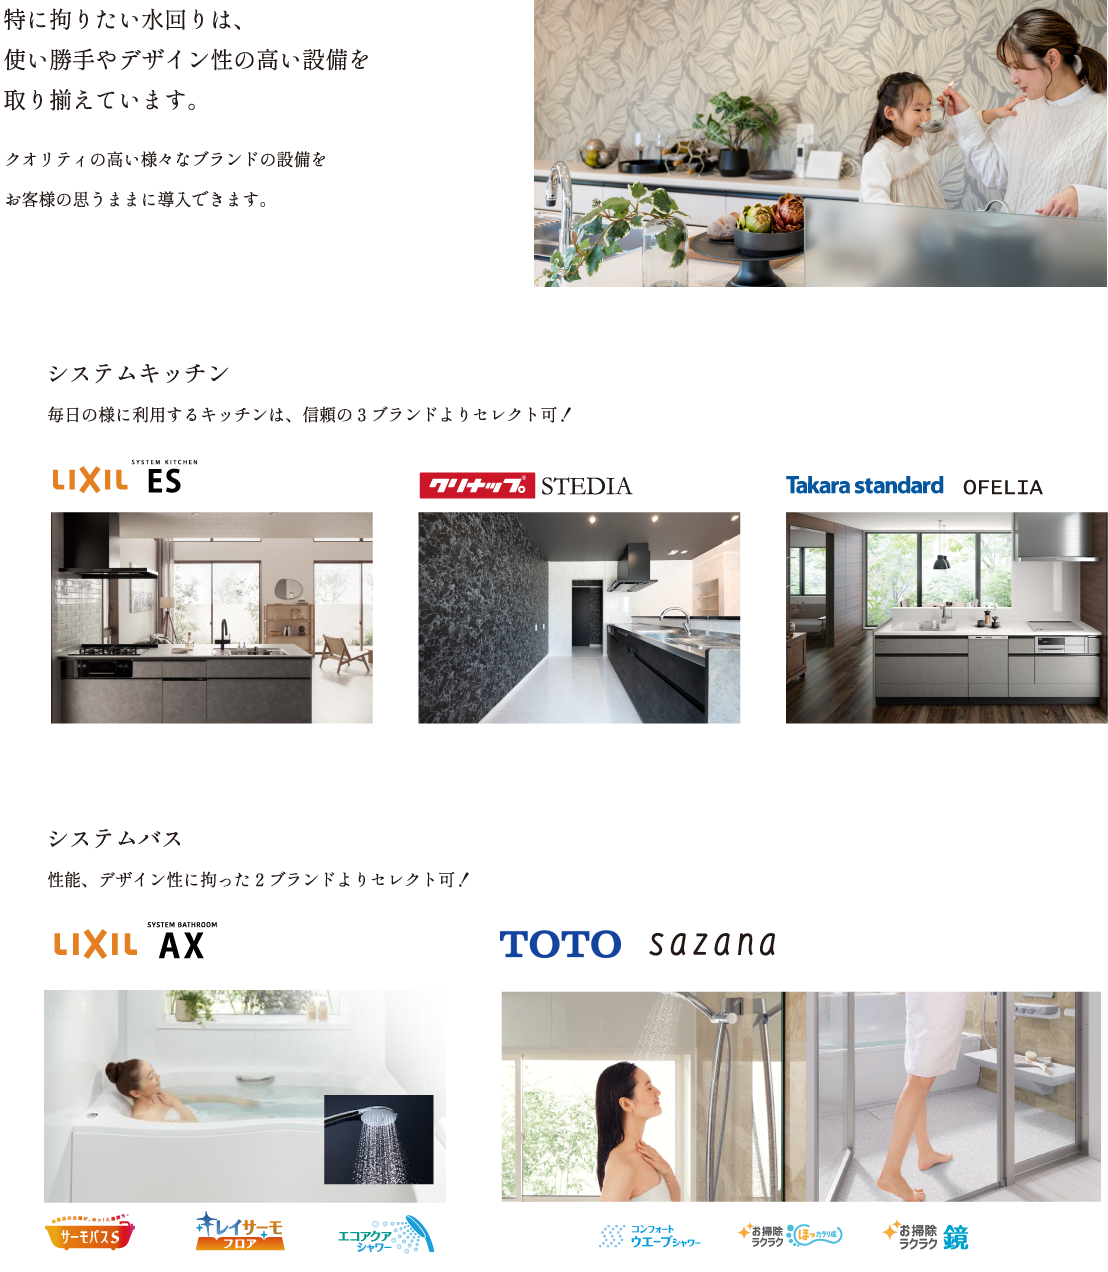 特に拘りたい水回りは、
使い勝手やデザイン性の高い設備を
取り揃えています。
クオリティの高い様々なブランドの設備を
お客様の思うままに導入できます。
システムキッチン
毎日の様に利用するキッチンは、信頼の３ブランドよりセレクト可！
LIXIL SYSTEM KITCHEN ES
クリナップ STEDIA
Takara standard OFELIA
システムバス
性能、デザイン性に拘った２ブランドよりセレクト可！
LIXIL SYSTEM BATHROOM AX
TOTO sazana
サーモバスS
キレイサーモ
フロア
エコアクア
シャワー
コンフォート
ウエーブシャワー
お掃除
ラクラク
ほっカラリ床
お掃除
ラクラク
鏡